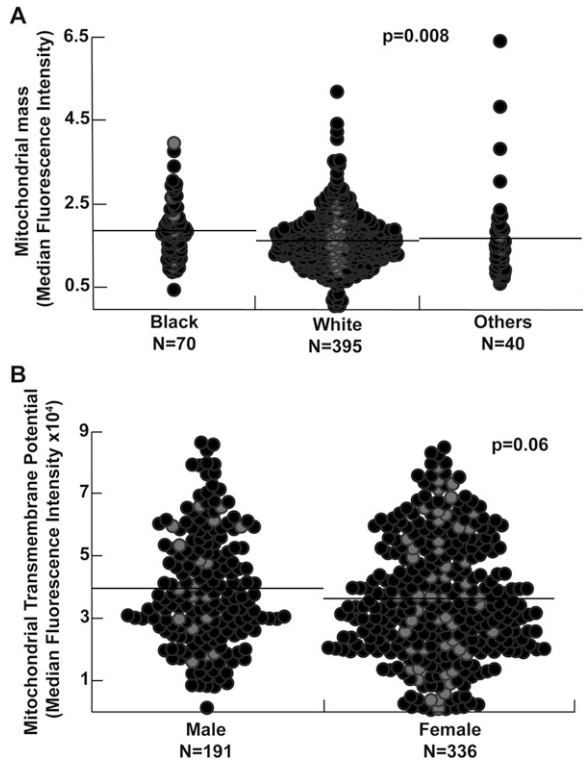 A
Mitochondrial mass
(Median Fluorescence Intensity)
6.5
4.5
2.5
0.5
p=0.008
Black
White
Others
N=70
N=395
N=40
B
Mitochondrial Transmembrane Potential
(Median Fluorescence Intensity x10⁴)
9
7
5
3
1
p=0.06
Male
Female
N=191
N=336